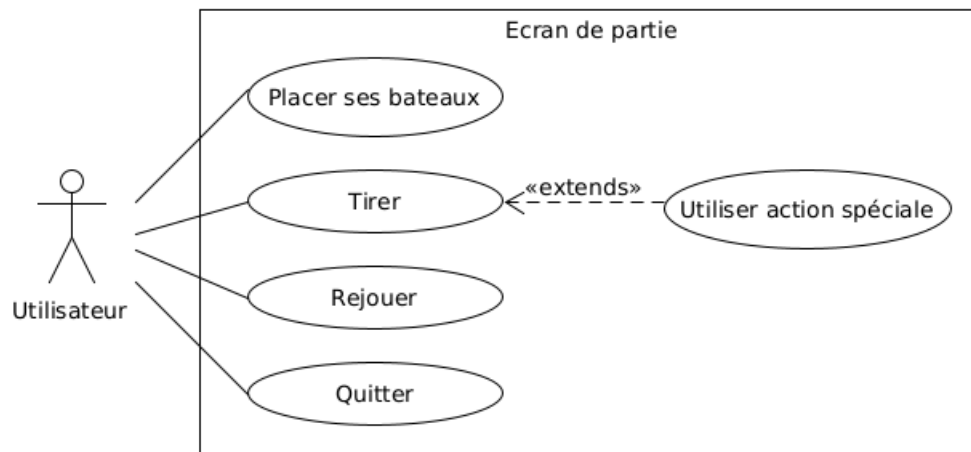 Ecran de partie
Placer ses bateaux
Tirer
«extends»
Utiliser action spéciale
Rejouer
Utilisateur
Quitter